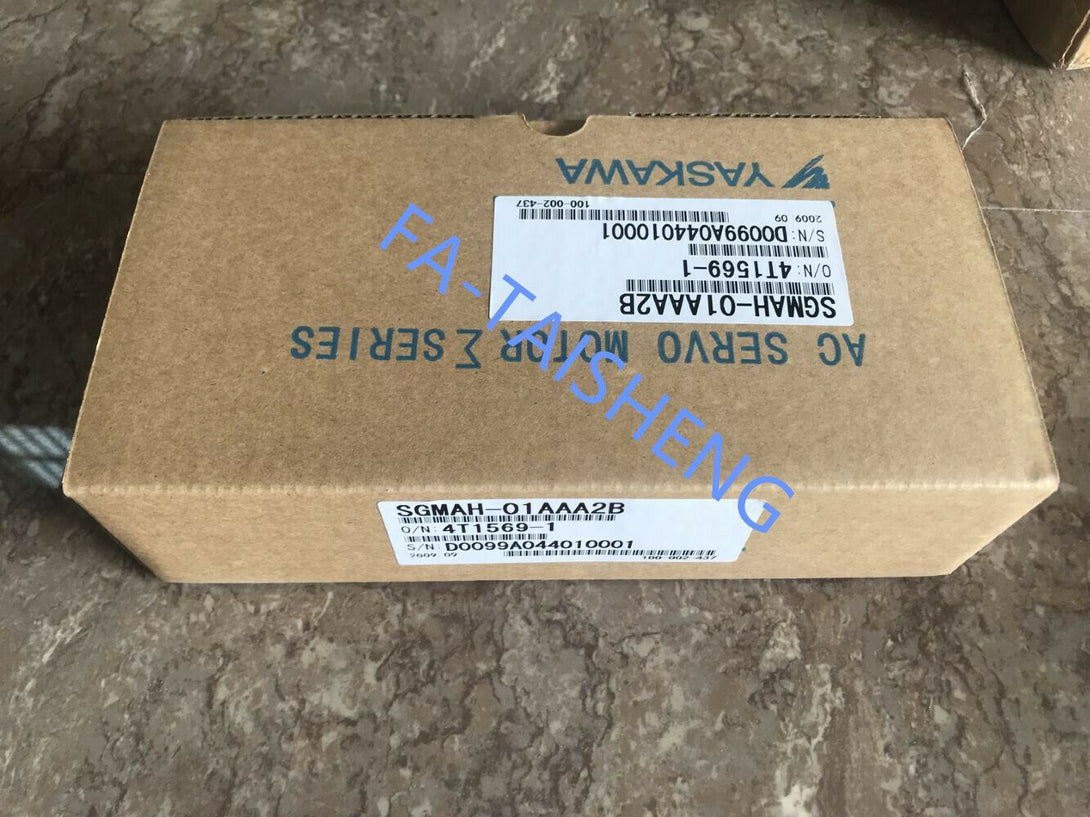 YASKAWA
100-002-437
2009.09
S/N: D0099A044010001
O/N: 4T1569-1
SGMAH-01AAA2B
AC SERVO MOTOR Σ SERIES
FA-TAISHENG
SGMAH-01AAA2B
O/N: 4T1569-1
S/N: D0099A044010001
2009.09
100-002-437